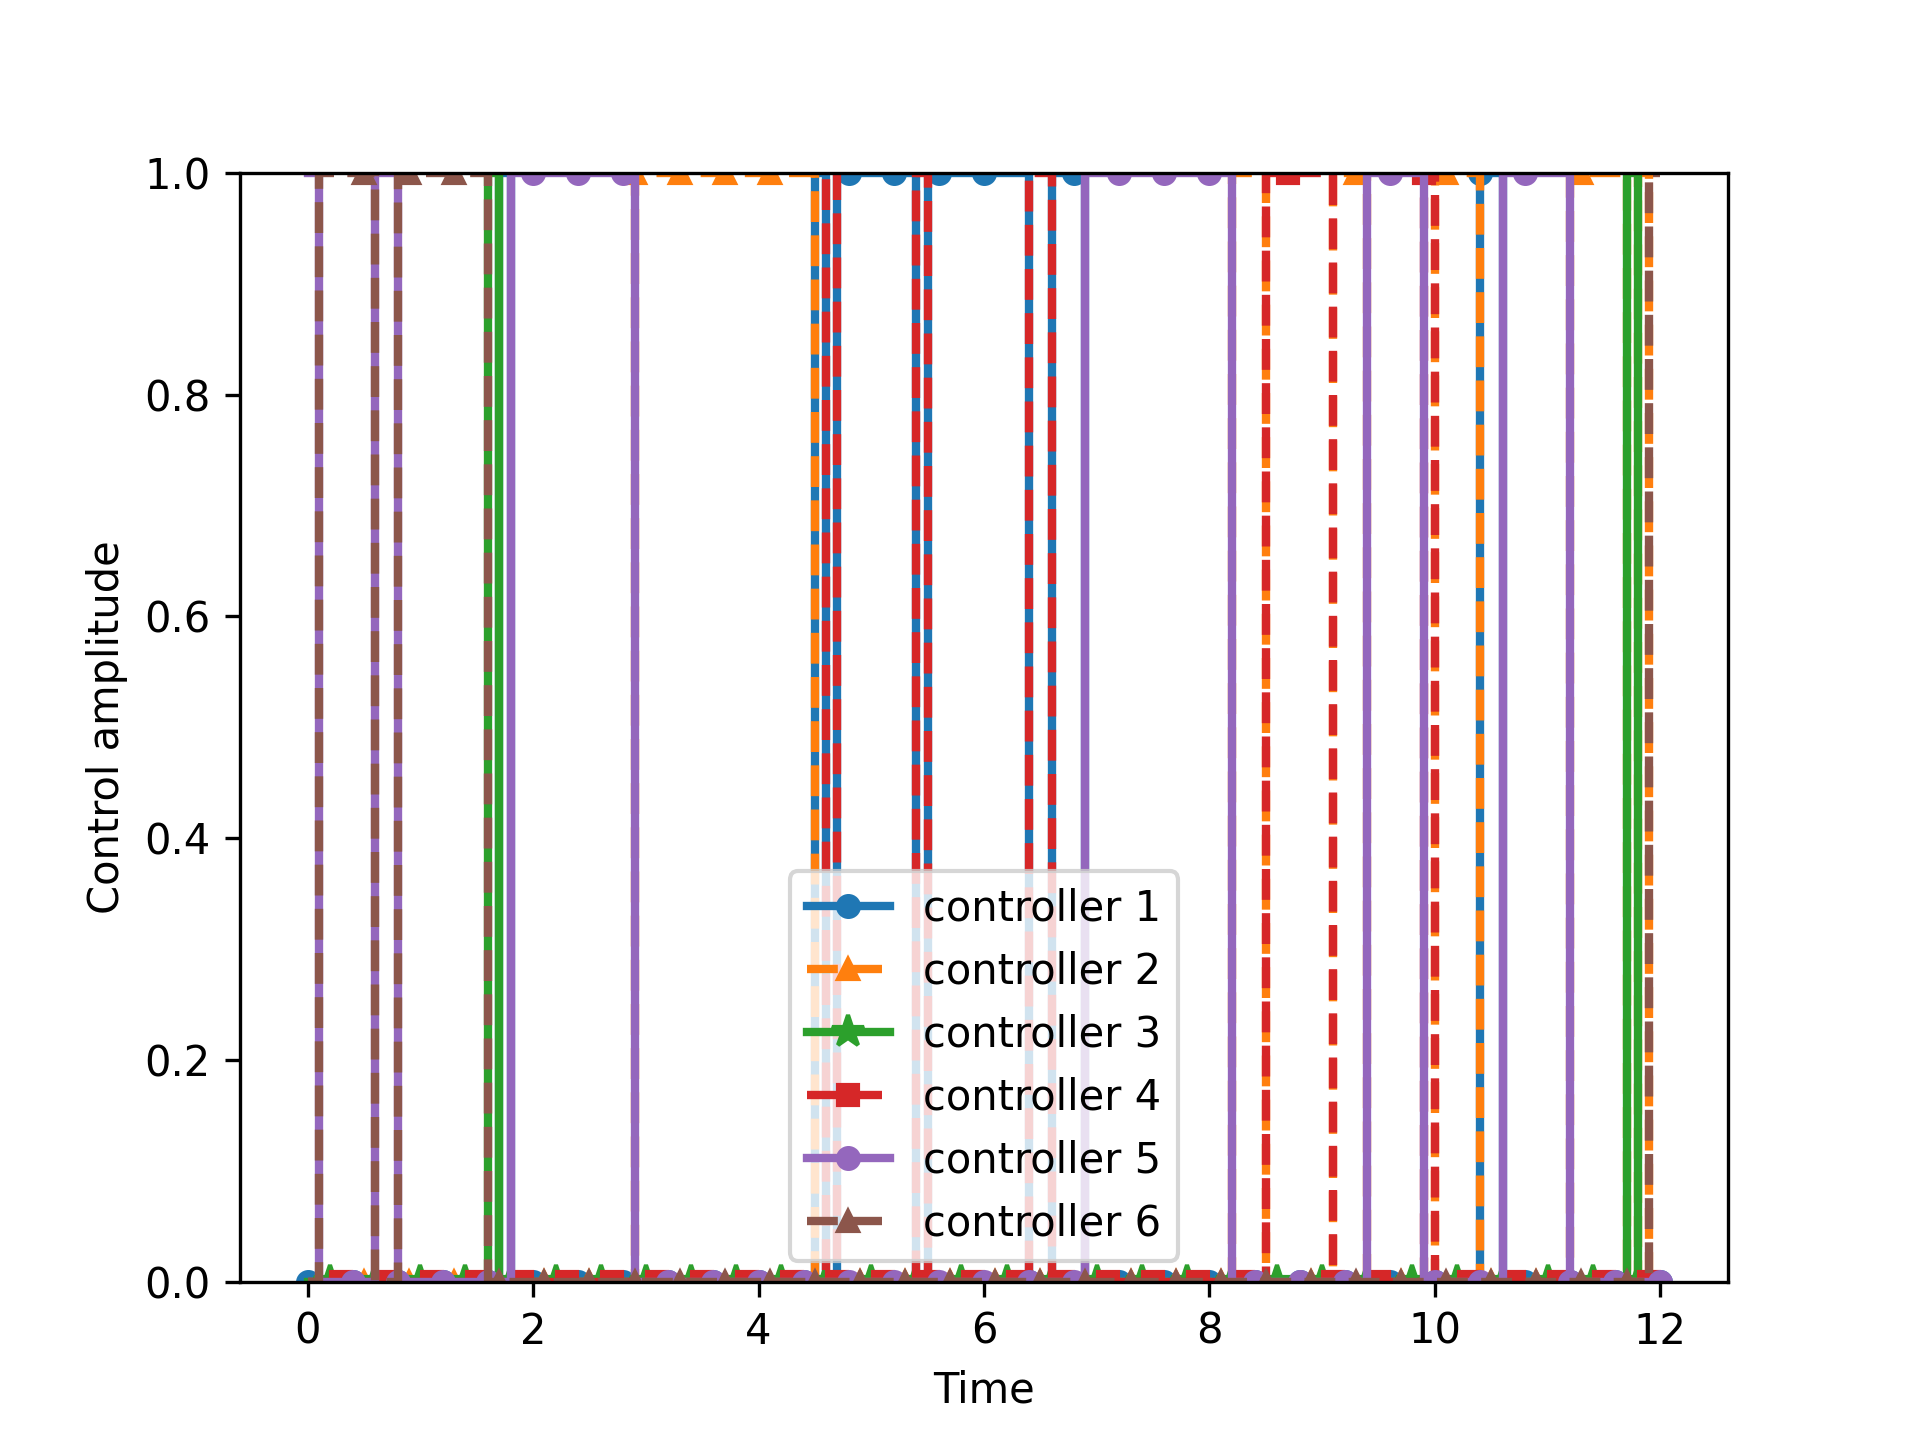 1.0
0.8
0.6
0.4
0.2
0.0
Control amplitude
controller 1
controller 2
controller 3
controller 4
controller 5
controller 6
0 2 4 6 8 10 12
Time